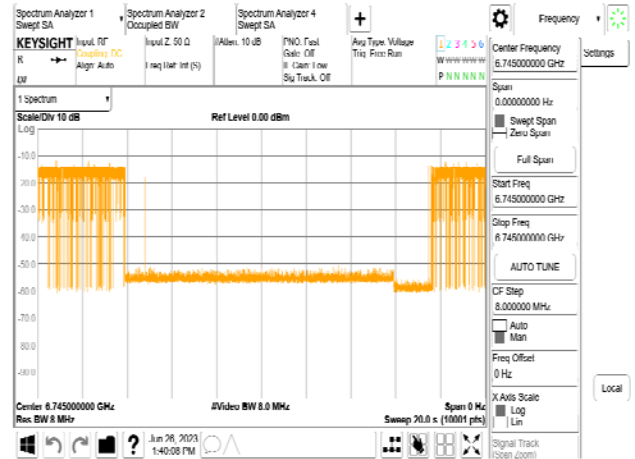 Spectrum Analyzer 1
Swept SA
Spectrum Analyzer 2
Occupied BW
Spectrum Analyzer 4
Swept SA
+
Frequency
KEYSIGHT
Input: RF
Coupling: DC
Align: Auto
Input Z: 50 Ω
Freq Ref: Int (S)
#Atten: 10 dB
PNO: Fast
Gate: Off
IF Gain: Low
Sig Track: Off
Avg Type: Voltage
Trig: Free Run
1 2 3 4 5 6
W W W W W W
P N N N N N
R
Center Frequency
6.745000000 GHz
Settings
Span
0.00000000 Hz
Swept Span
Zero Span
Full Span
Start Freq
6.745000000 GHz
Stop Freq
6.745000000 GHz
AUTO TUNE
CF Step
8.000000 MHz
Auto
Man
Freq Offset
0 Hz
X Axis Scale
Log
Lin
Signal Track
(Span Zoom)
Local
1 Spectrum
Scale/Div 10 dB
Ref Level 0.00 dBm
Log
-10.0
-20.0
-30.0
-40.0
-50.0
-60.0
-70.0
-80.0
-90.0
Center 6.745000000 GHz
#Video BW 8.0 MHz
Span 0 Hz
Res BW 8 MHz
Sweep 20.0 s (10001 pts)
?
Jun 26, 2023
1:40:08 PM